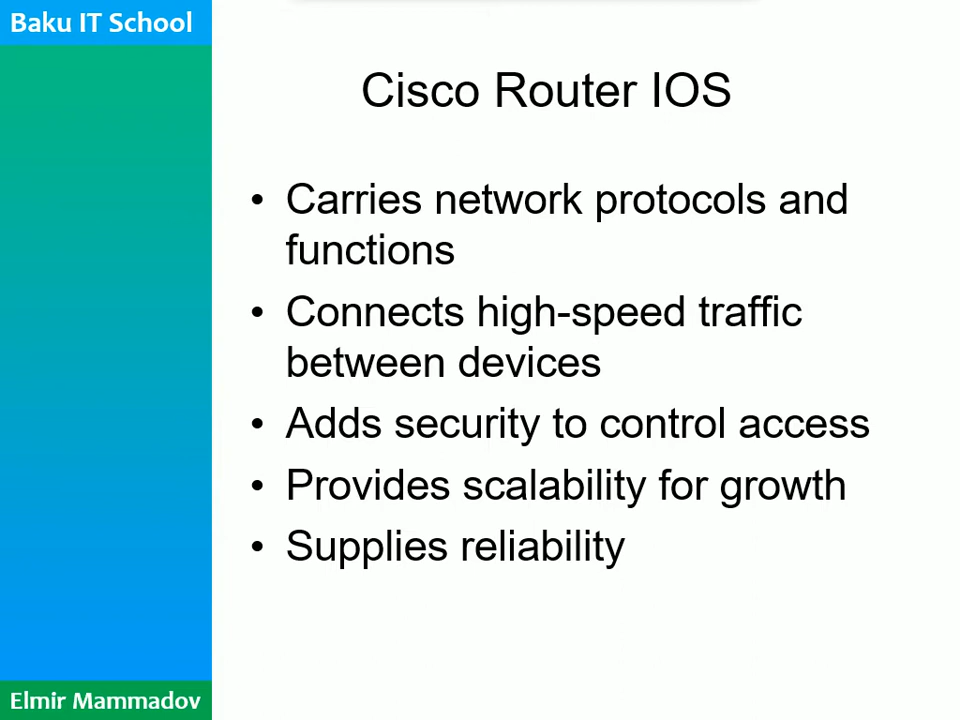 Baku IT School
Cisco Router IOS
• Carries network protocols and
functions
• Connects high-speed traffic
between devices
• Adds security to control access
• Provides scalability for growth
• Supplies reliability
Elmir Mammadov